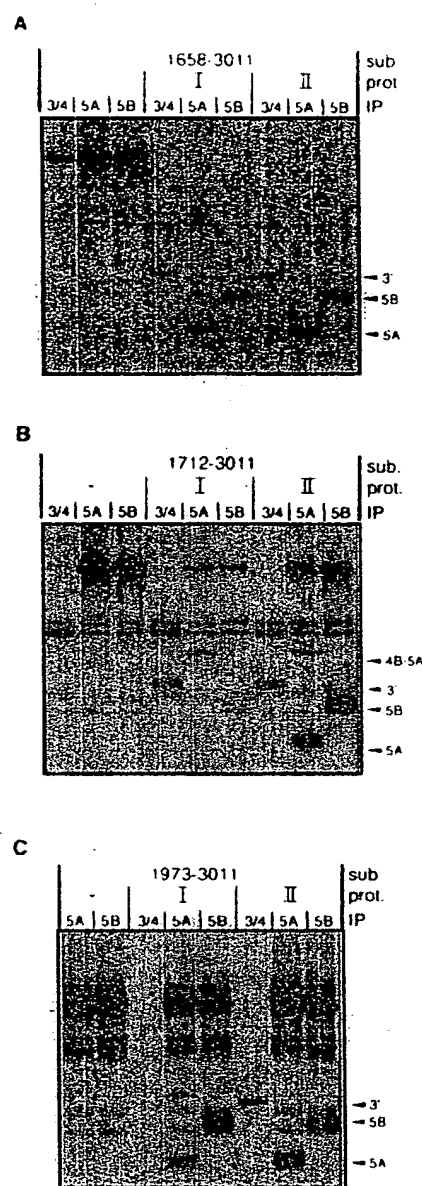 A
1658-3011 sub
I II prot
3/4 5A 5B 3/4 5A 5B 3/4 5A 5B IP
3'
5B
5A
B
1712-3011 sub.
- I II prot.
3/4 5A 5B 3/4 5A 5B 3/4 5A 5B IP
4B-5A
3'
5B
5A
C
1973-3011 sub
- I II prot.
5A 5B 3/4 5A 5B 3/4 5A 5B IP
3'
5B
5A